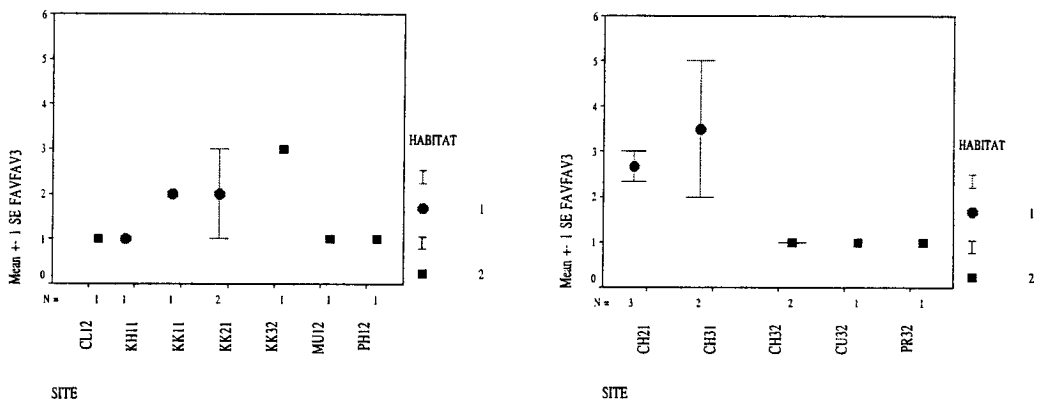 6
5
4
3
2
1
0
Mean +- 1 SE FAVFAV3
N = 1 1 1 2 1 1 1
CL12 KH11 KK11 KK21 KK32 MU12 PH12
SITE
HABITAT
1
2
6
5
4
3
2
1
0
Mean +- 1 SE FAVFAV3
N = 3 2 2 1 1
CH21 CH31 CH32 CU32 PR32
SITE
HABITAT
1
2